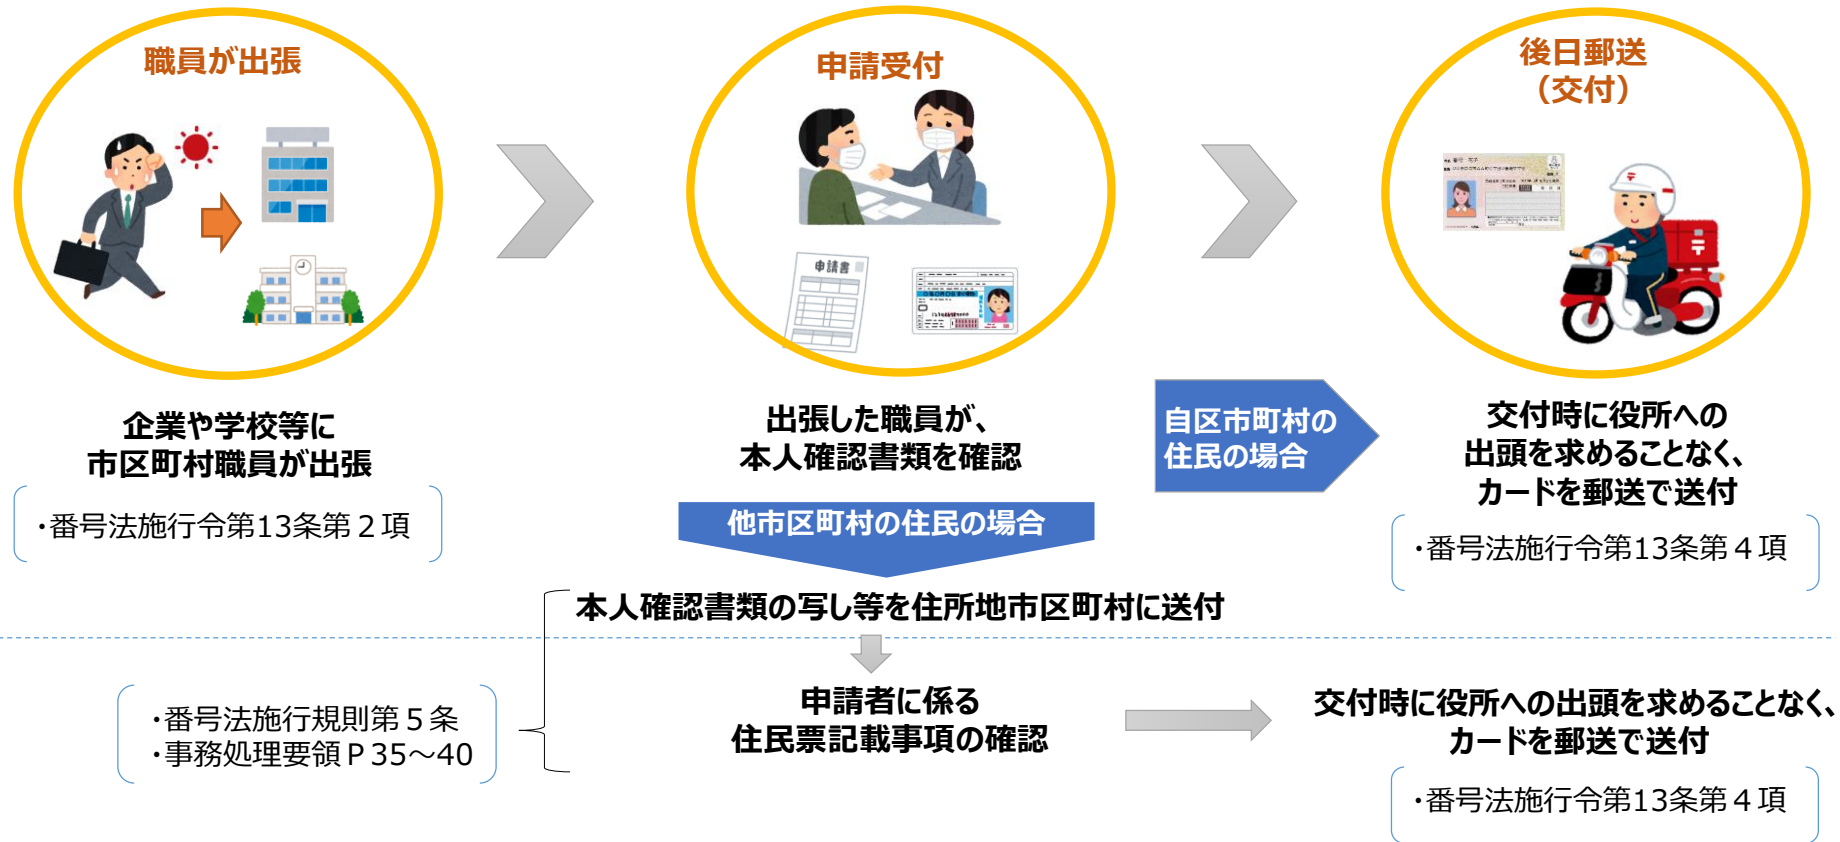 職員が出張
申請受付
後日郵送
（交付）
申請書
企業や学校等に
市区町村職員が出張
・番号法施行令第13条第２項
出張した職員が、
本人確認書類を確認
自区市町村の
住民の場合
交付時に役所への
出頭を求めることなく、
カードを郵送で送付
・番号法施行令第13条第４項
他市区町村の住民の場合
本人確認書類の写し等を住所地市区町村に送付
・番号法施行規則第５条
・事務処理要領Ｐ35～40
申請者に係る
住民票記載事項の確認
交付時に役所への出頭を求めることなく、
カードを郵送で送付
・番号法施行令第13条第４項